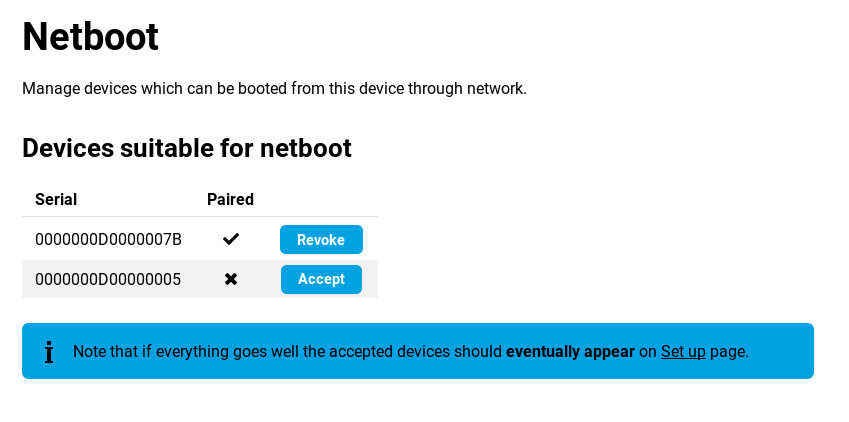 Netboot
Manage devices which can be booted from this device through network.
Devices suitable for netboot
Serial Paired
0000000D0000007B Revoke
0000000D00000005 Accept
Note that if everything goes well the accepted devices should eventually appear on Set up page.